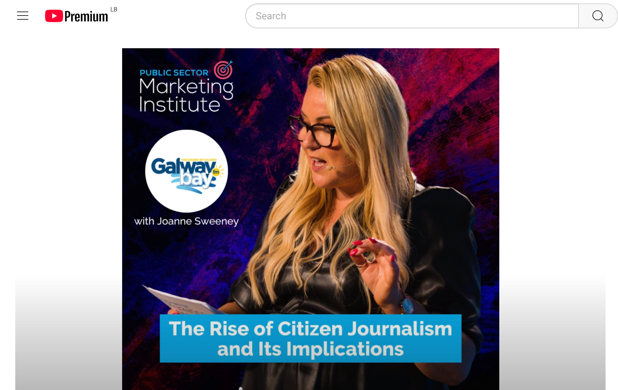 Premium LB
Search
PUBLIC SECTOR
Marketing
Institute
Galway
bay fm
with Joanne Sweeney
The Rise of Citizen Journalism
and Its Implications